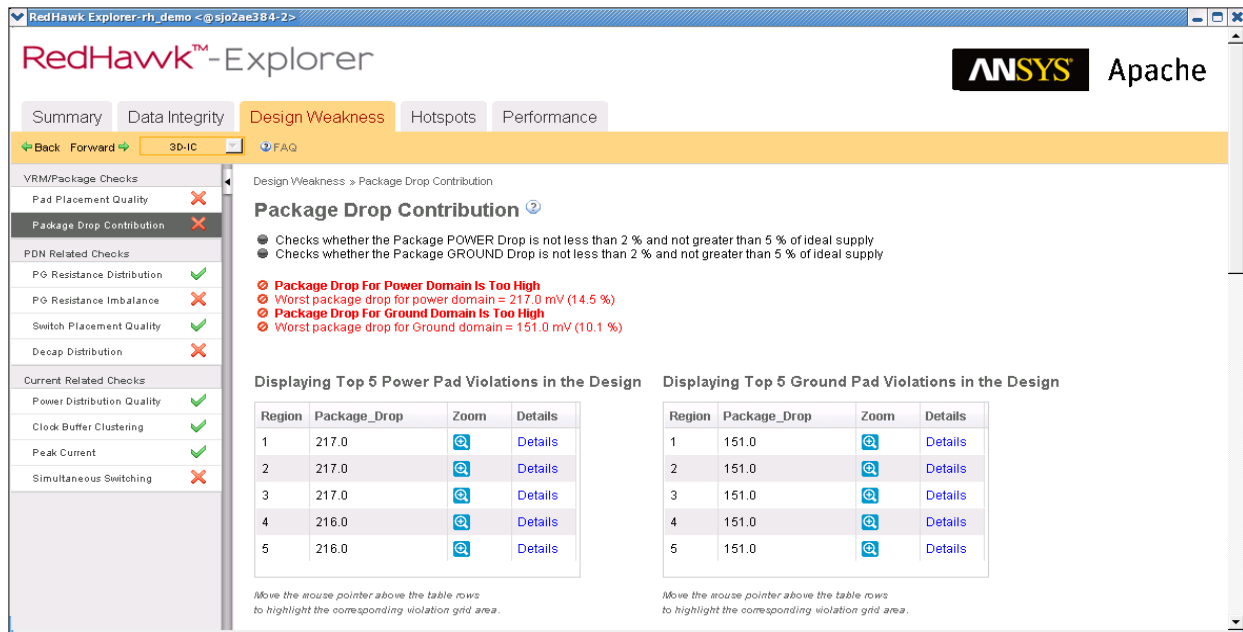 RedHawk Explorer-rh_demo <@sjo2ae384-2>
RedHawk™-Explorer
ANSYS Apache
Summary Data Integrity Design Weakness Hotspots Performance
Back Forward 3D-IC FAQ
VRM/Package Checks
Pad Placement Quality
Package Drop Contribution
PDN Related Checks
PG Resistance Distribution
PG Resistance Imbalance
Switch Placement Quality
Decap Distribution
Current Related Checks
Power Distribution Quality
Clock Buffer Clustering
Peak Current
Simultaneous Switching
Design Weakness » Package Drop Contribution
Package Drop Contribution ?
Checks whether the Package POWER Drop is not less than 2 % and not greater than 5 % of ideal supply
Checks whether the Package GROUND Drop is not less than 2 % and not greater than 5 % of ideal supply
Package Drop For Power Domain Is Too High
Worst package drop for power domain = 217.0 mV (14.5 %)
Package Drop For Ground Domain Is Too High
Worst package drop for Ground domain = 151.0 mV (10.1 %)
Displaying Top 5 Power Pad Violations in the Design
Region Package_Drop Zoom Details
1 217.0 Details
2 217.0 Details
3 217.0 Details
4 216.0 Details
5 216.0 Details
Move the mouse pointer above the table rows
to highlight the corresponding violation grid area.
Displaying Top 5 Ground Pad Violations in the Design
Region Package_Drop Zoom Details
1 151.0 Details
2 151.0 Details
3 151.0 Details
4 151.0 Details
5 151.0 Details
Move the mouse pointer above the table rows
to highlight the corresponding violation grid area.